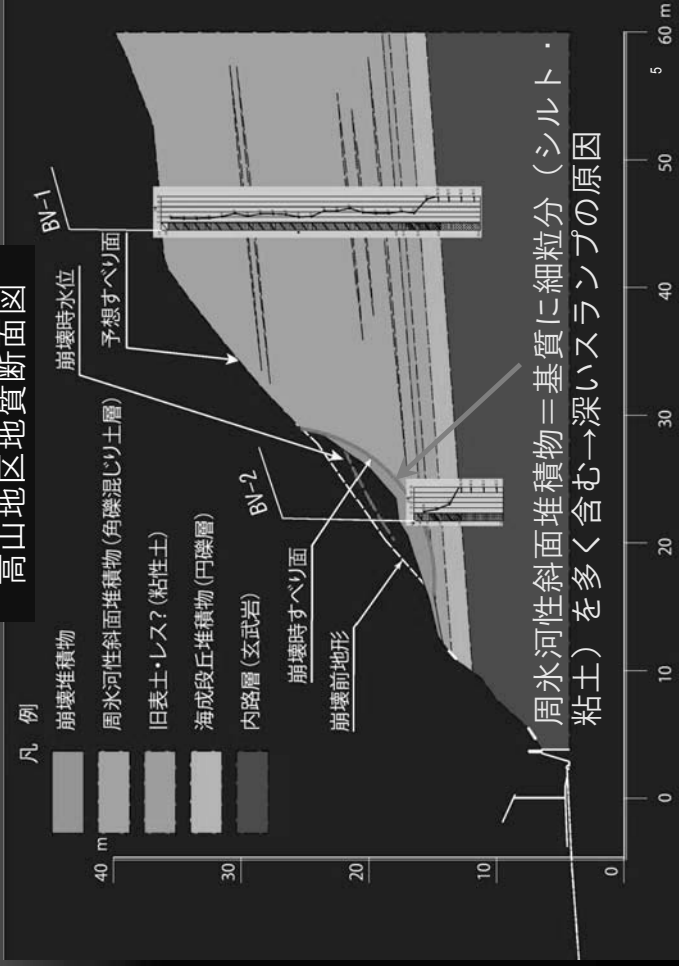 高山地区地質断面図
凡 例
崩壊堆積物
周氷河性斜面堆積物(角礫混じり土層)
旧表土・レス?(粘性土)
海成段丘堆積物(円礫層)
内路層(玄武岩)
BV-1
崩壊時水位
予想すべり面
BV-2
崩壊時すべり面
崩壊前地形
周氷河性斜面堆積物=基質に細粒分(シルト・
粘土)を多く含む→深いスランプの原因
40 m
30
20
10
0
0
10
20
30
40
50
60 m
5